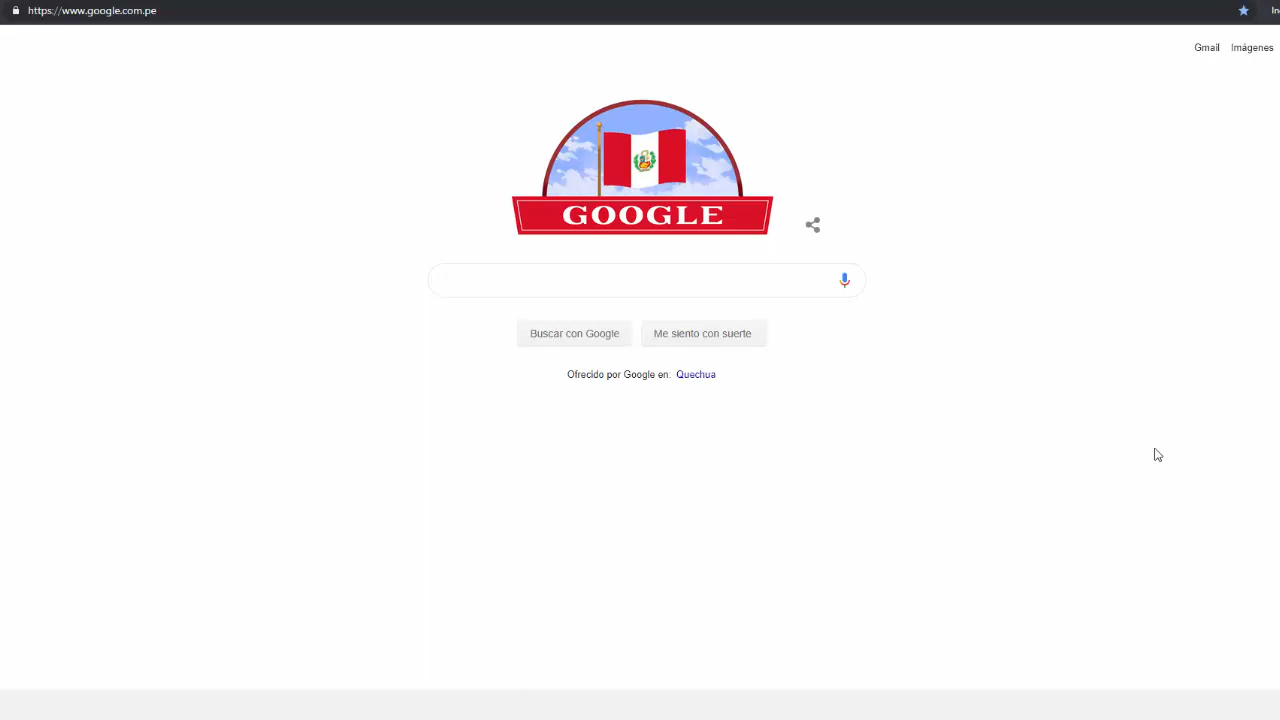 https://www.google.com.pe
Gmail Imágenes
GOOGLE
Buscar con Google Me siento con suerte
Ofrecido por Google en: Quechua